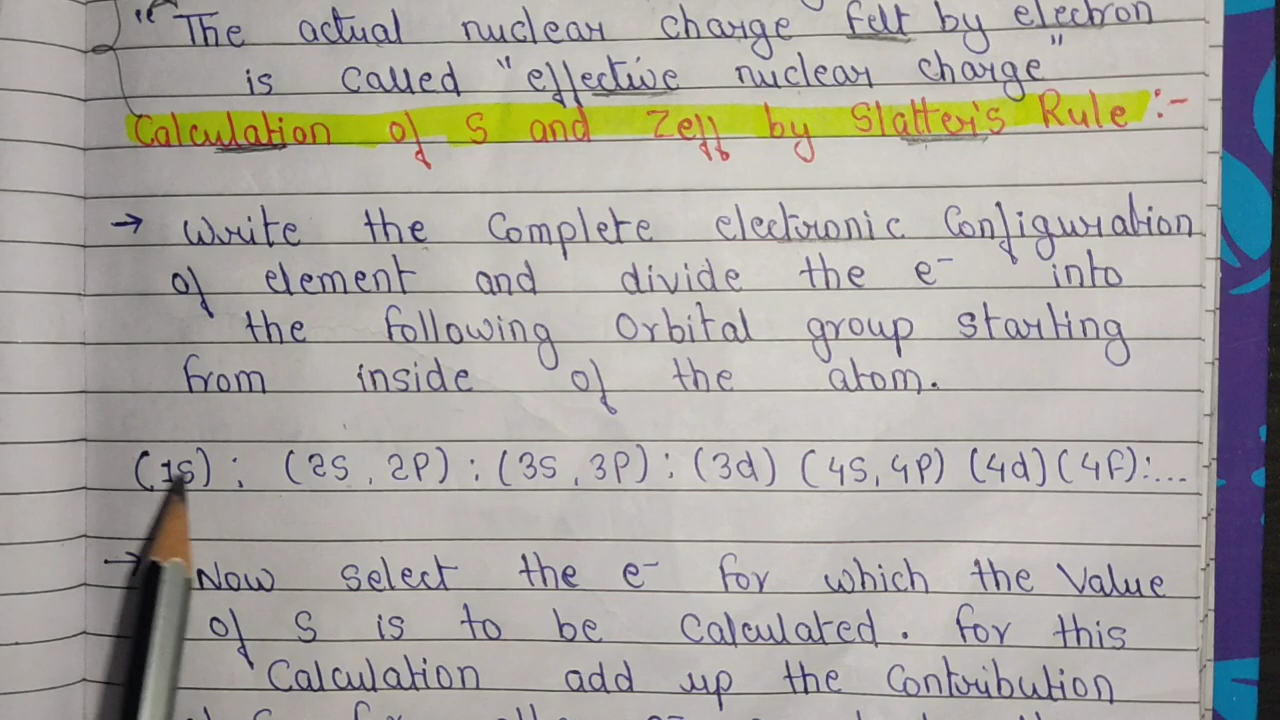 "The actual nuclear charge felt by electron
is called "effective nuclear charge"
Calculation of S and Zeff by Slatter's Rule :-
→ Write the Complete electronic Configuration
of element and divide the e⁻ into
the following Orbital group starting
from inside of the atom.
(1s) ; (2s , 2p) : (3s , 3p) : (3d) (4s, 4p) (4d) (4f):...
→ Now select the e⁻ for which the Value
of S is to be Calculated. For this
Calculation add up the Contribution